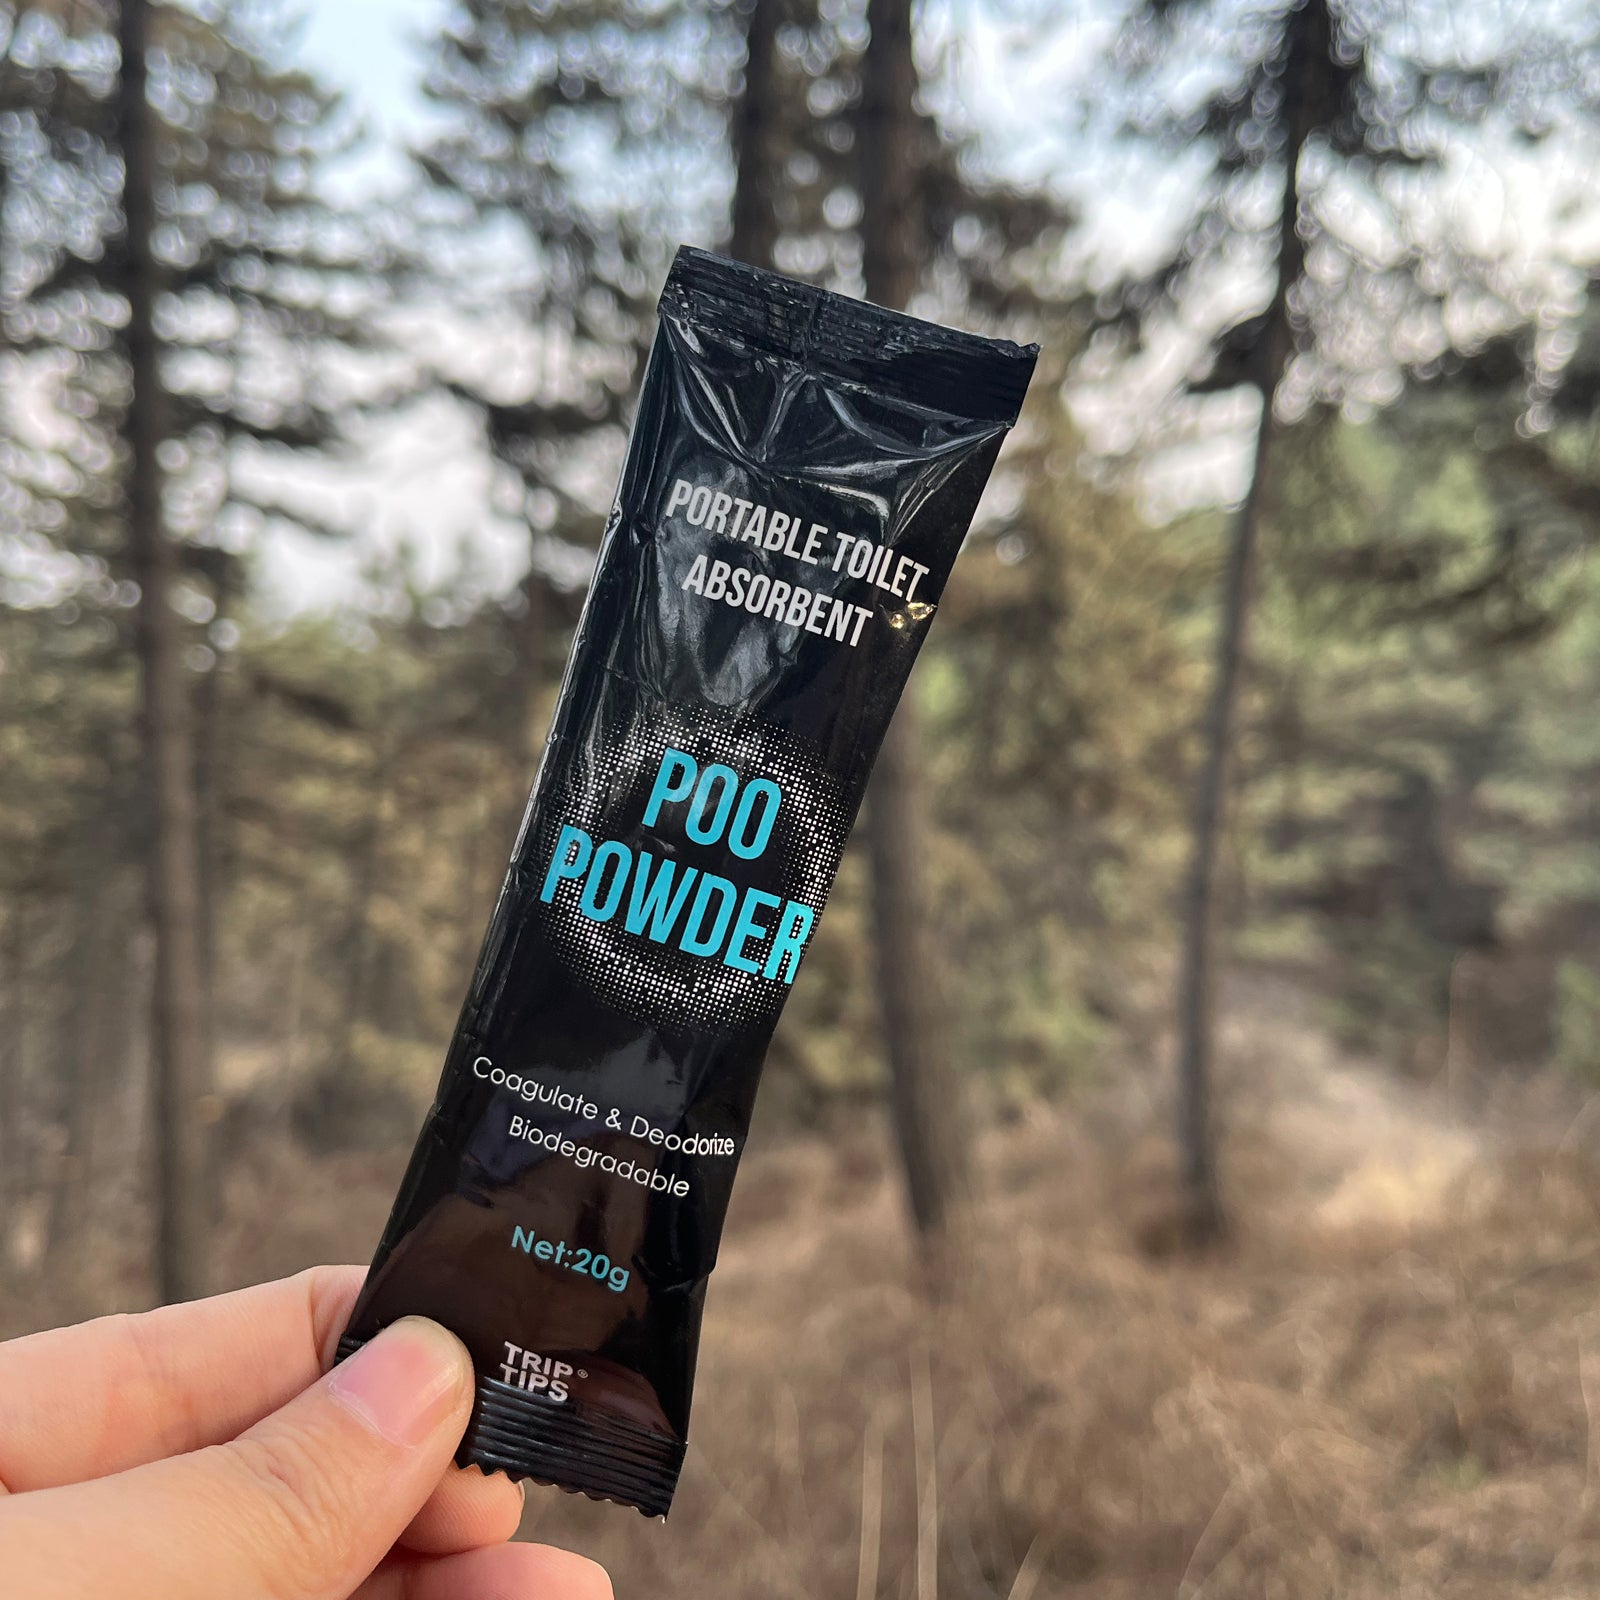 PORTABLE TOILET
ABSORBENT
POO
POWDER
Coagulate & Deodorize
Biodegradable
Net:20g
TRIP®
TIPS